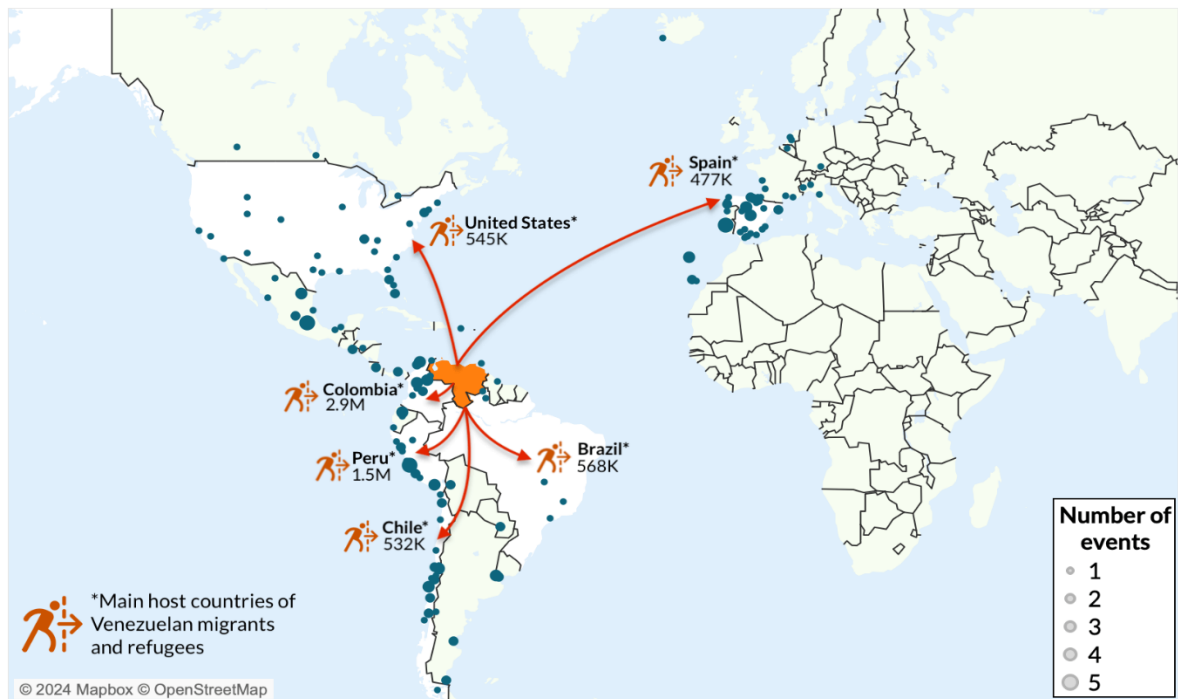 Spain*
477K
United States*
545K
Colombia*
2.9M
Peru*
1.5M
Brazil*
568K
Chile*
532K
*Main host countries of
Venezuelan migrants
and refugees
Number of
events
1
2
3
4
5
© 2024 Mapbox © OpenStreetMap